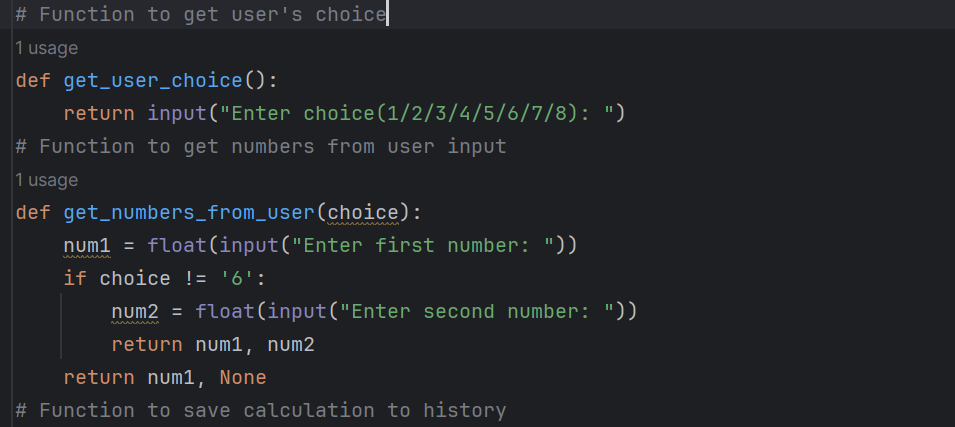 # Function to get user's choice
1 usage
def get_user_choice():
    return input("Enter choice(1/2/3/4/5/6/7/8): ")
# Function to get numbers from user input
1 usage
def get_numbers_from_user(choice):
    num1 = float(input("Enter first number: "))
    if choice != '6':
        num2 = float(input("Enter second number: "))
        return num1, num2
    return num1, None
# Function to save calculation to history